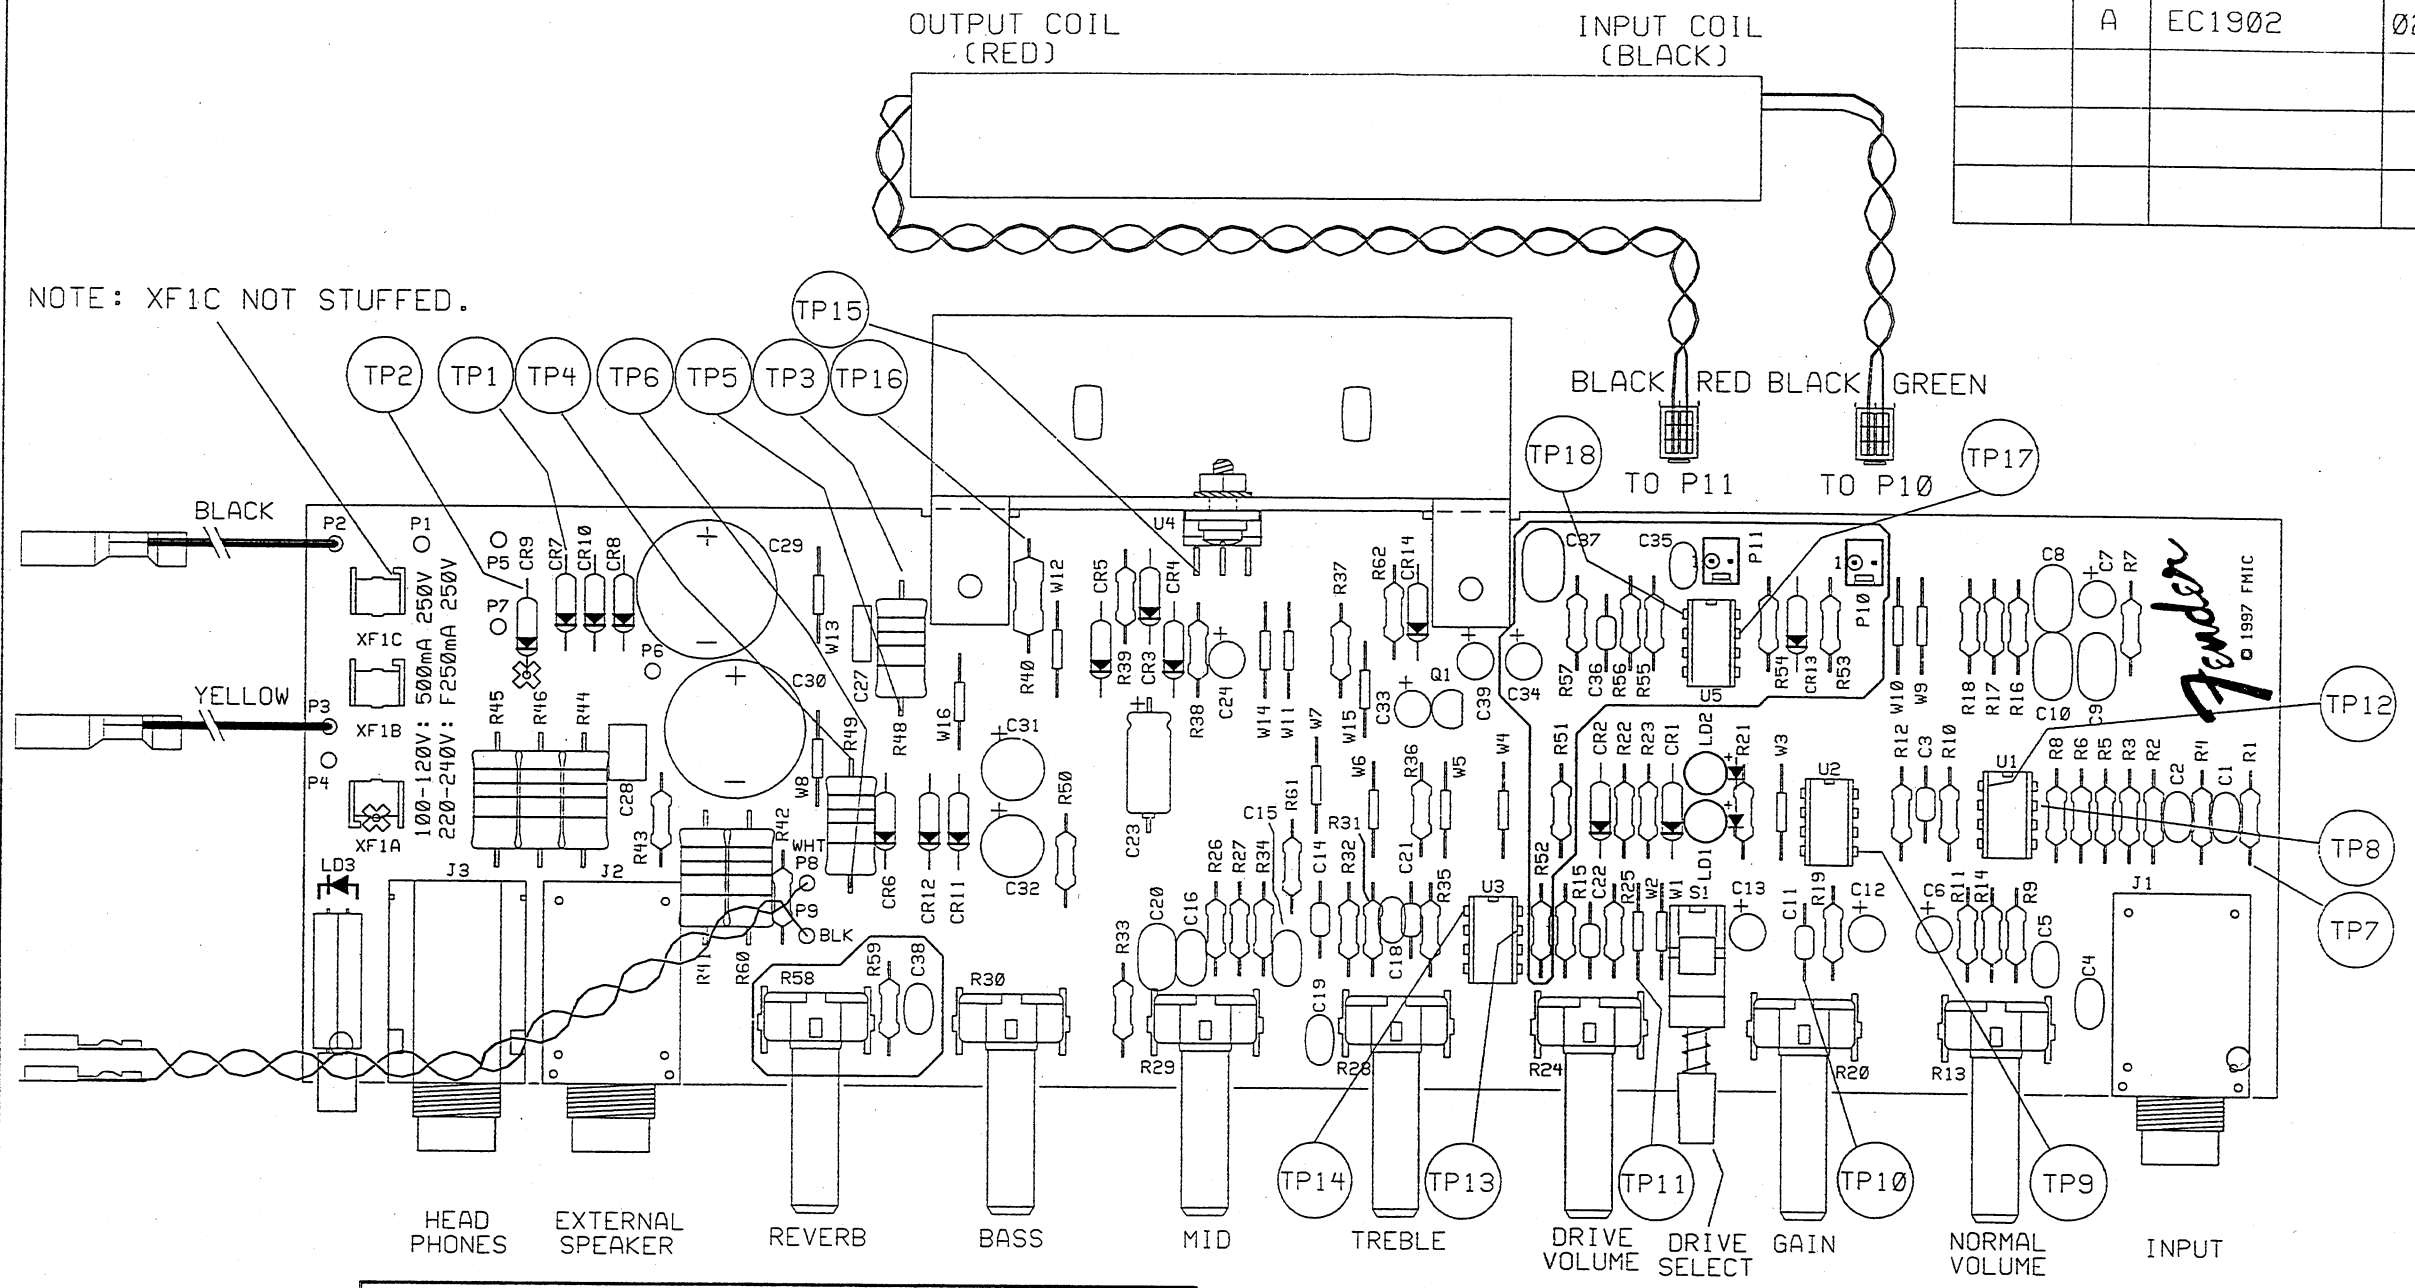 OUTPUT COIL
(RED)
INPUT COIL
(BLACK)
A EC1902
NOTE: XF1C NOT STUFFED.
TP15
TP2 TP1 TP4 TP6 TP5 TP3 TP16
BLACK RED BLACK GREEN
TP18 TP17
TO P11 TO P10
BLACK
P2 P1 P5 CR9 CR7 CR10 CR8 C29 U4 C37 C35 P11 P10
1 1
XF1C P7 P6 W13 C27 R40 W12 CR5 R39 CR3 CR4 R38 C24 W14 W11 R37 R62 CR14
R57 C36 R56 R55 U5 R54 CR13 R53 W10 W9 R18 R17 R16 C8 C10 C7 C9 R7
Fender
© 1997 FMIC
100-120V: 500mA 250V
220-240V: F250mA 250V
YELLOW
P3 XF1B P4 XF1A
R45 R46 R44 C28 R43 C30 W8 R49 R48 W16 C31 C32 R50 C23
W7 W15 C33 Q1 C39 C34 W6 R36 W5 W4 R51 CR2 R22 R23 CR1 LD2 LD1 R21 W3 U2
R12 C3 R10 U1 R8 R6 R5 R3 R2 C2 R4 C1 R1
TP12
TP8
TP7
LD3 J3 J2 R42 WHT P8 P9 BLK CR6 CR12 CR11
R41 R60 R58 R59 C38 R30 R33 C20 C16 R26 R27 R34 C15 R61 C14 R31 R32 C21 C18 R35 U3
R52 R15 C22 R25 W2 W1 S1 C13 C11 R19 C12 C6 R11 R14 R9 C5 C4 J1
C19 R29 R28 R24 R20 R13
TP14 TP13 TP11 TP10 TP9
HEAD
PHONES
EXTERNAL
SPEAKER
REVERB
BASS
MID
TREBLE
DRIVE
VOLUME
DRIVE
SELECT
GAIN
NORMAL
VOLUME
INPUT